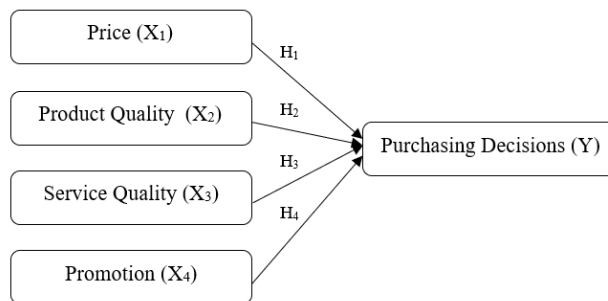 Price (X₁)
H₁
Product Quality (X₂)
H₂
Purchasing Decisions (Y)
H₃
Service Quality (X₃)
H₄
Promotion (X₄)